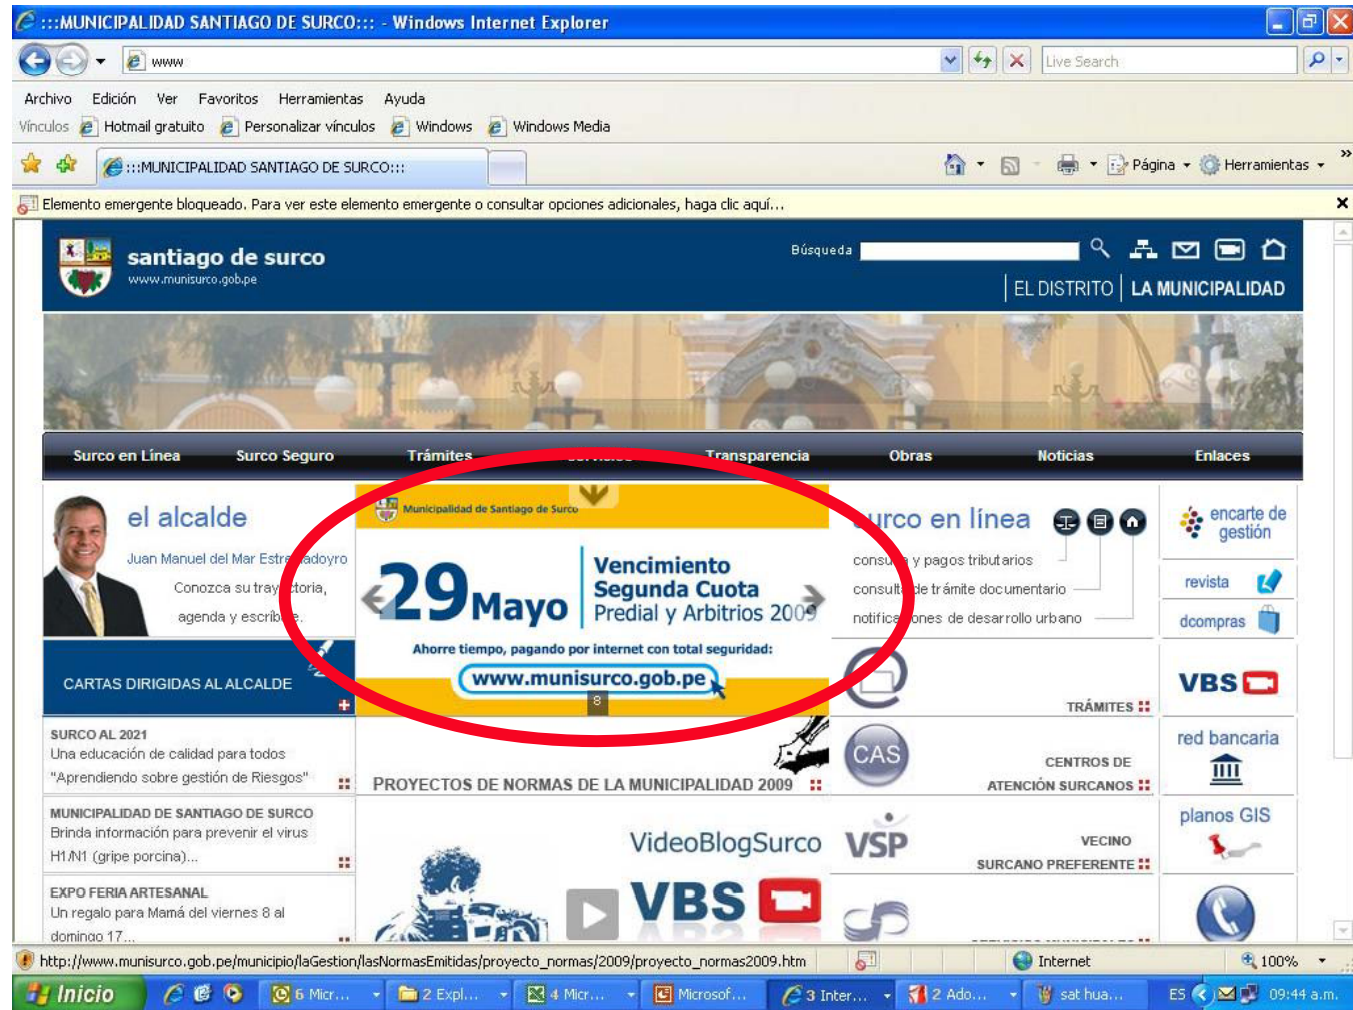 :::MUNICIPALIDAD SANTIAGO DE SURCO::: - Windows Internet Explorer
www
Live Search
Archivo Edición Ver Favoritos Herramientas Ayuda
Vínculos Hotmail gratuito Personalizar vínculos Windows Windows Media
:::MUNICIPALIDAD SANTIAGO DE SURCO:::
Página Herramientas
Elemento emergente bloqueado. Para ver este elemento emergente o consultar opciones adicionales, haga clic aquí...
santiago de surco
www.munisurco.gob.pe
Búsqueda
EL DISTRITO LA MUNICIPALIDAD
Surco en Línea Surco Seguro Trámites Transparencia Obras Noticias Enlaces
el alcalde
Juan Manuel del Mar
Conozca su trayectoria,
agenda y
CARTAS DIRIGIDAS AL ALCALDE
SURCO AL 2021
Una educación de calidad para todos
"Aprendiendo sobre gestión de Riesgos"
MUNICIPALIDAD DE SANTIAGO DE SURCO
Brinda información para prevenir el virus
H1N1 (gripe porcina)...
EXPO FERIA ARTESANAL
Un regalo para Mamá del viernes 8 al
domingo 17...
Municipalidad de Santiago de Surco
29 Mayo
Vencimiento
Segunda Cuota
Predial y Arbitrios 2009
Ahorre tiempo, pagando por internet con total seguridad:
www.munisurco.gob.pe
8
PROYECTOS DE NORMAS DE LA MUNICIPALIDAD 2009
VideoBlogSurco
VBS
surco en línea
consulta y pagos tributarios
consulta de trámite documentario
notificaciones de desarrollo urbano
TRÁMITES
CAS
CENTROS DE
ATENCIÓN SURCANOS
VSP
VECINO
SURCANO PREFERENTE
encarte de
gestión
revista
dcompras
VBS
red bancaria
planos GIS
http://www.munisurco.gob.pe/municipio/laGestion/lasNormasEmitidas/proyecto_normas/2009/proyecto_normas2009.htm
Internet
100%
Inicio
6 Micr...
2 Expl...
4 Micr...
Microsof...
3 Inter...
2 Ado...
sat hua...
ES
09:44 a.m.